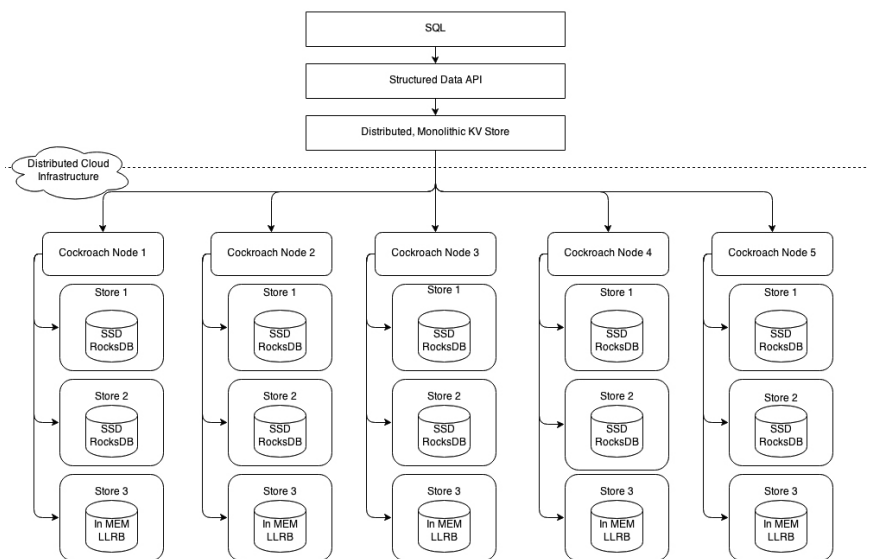 SQL
Structured Data API
Distributed, Monolithic KV Store
Distributed Cloud
Infrastructure
Cockroach Node 1
Cockroach Node 2
Cockroach Node 3
Cockroach Node 4
Cockroach Node 5
Store 1
SSD
RocksDB
Store 1
SSD
RocksDB
Store 1
SSD
RocksDB
Store 1
SSD
RocksDB
Store 1
SSD
RocksDB
Store 2
SSD
RocksDB
Store 2
SSD
RocksDB
Store 2
SSD
RocksDB
Store 2
SSD
RocksDB
Store 2
SSD
RocksDB
Store 3
In MEM
LLRB
Store 3
In MEM
LLRB
Store 3
In MEM
LLRB
Store 3
In MEM
LLRB
Store 3
In MEM
LLRB